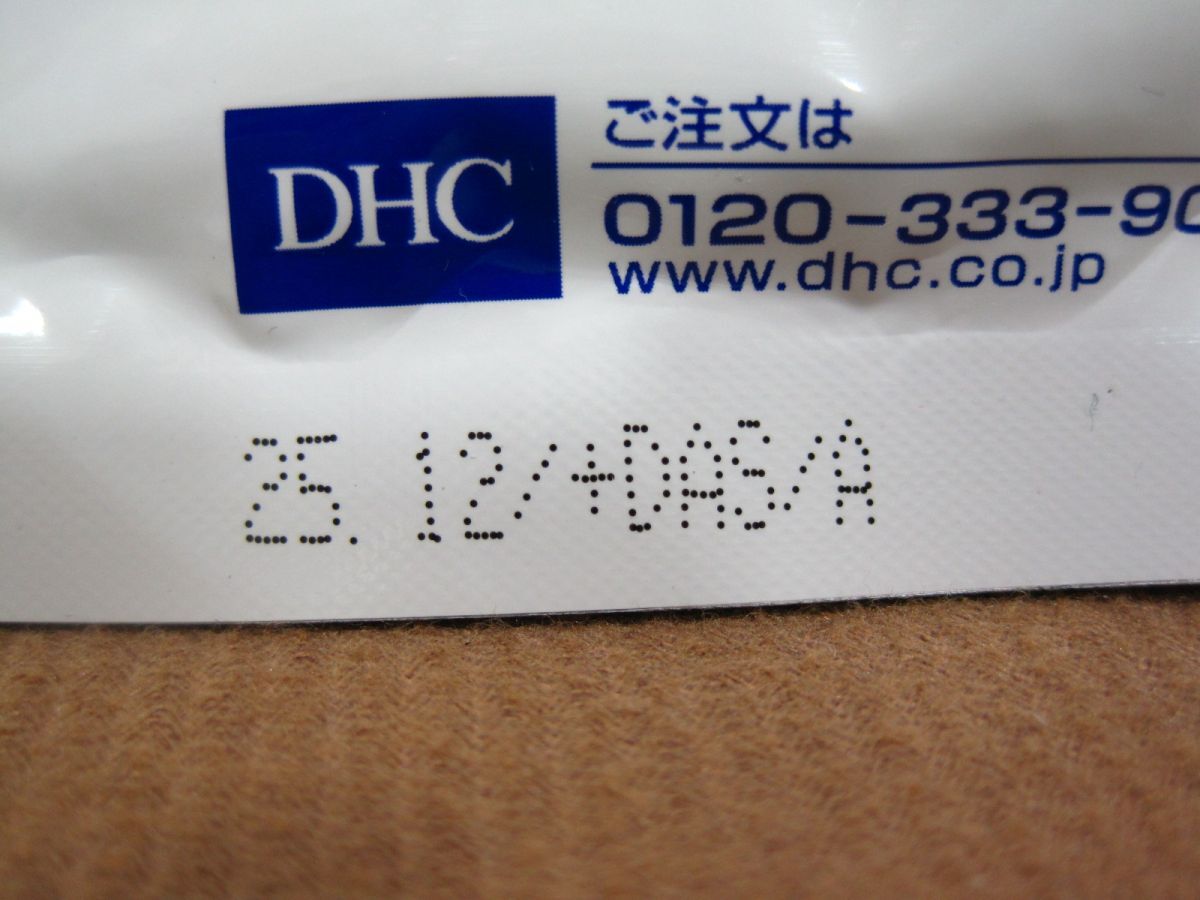 DHC
ご注文は
0120-333-90
www.dhc.co.jp
25.12/+DAS/A